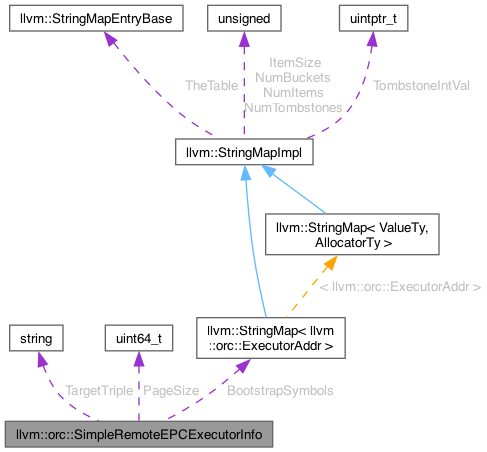 llvm::StringMapEntryBase
unsigned
uintptr_t
TheTable
ItemSize
NumBuckets
NumItems
NumTombstones
TombstoneIntVal
llvm::StringMapImpl
llvm::StringMap< ValueTy,
AllocatorTy >
< llvm::orc::ExecutorAddr >
llvm::StringMap< llvm
::orc::ExecutorAddr >
string
uint64_t
TargetTriple
PageSize
BootstrapSymbols
llvm::orc::SimpleRemoteEPCExecutorInfo